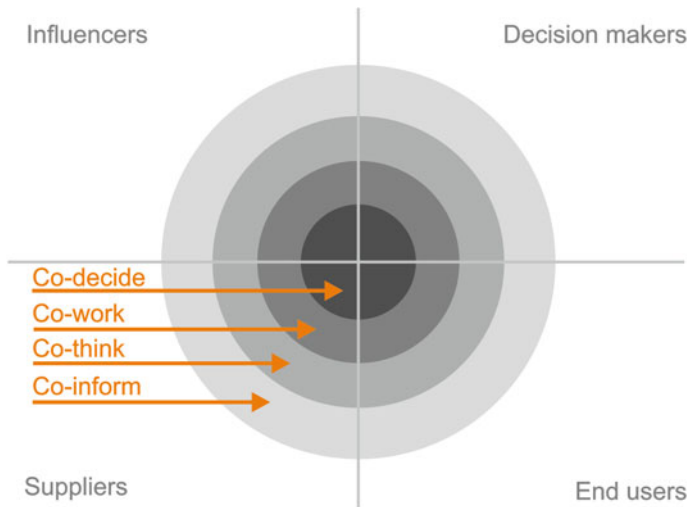 Influencers
Decision makers
Co-decide
Co-work
Co-think
Co-inform
Suppliers
End users